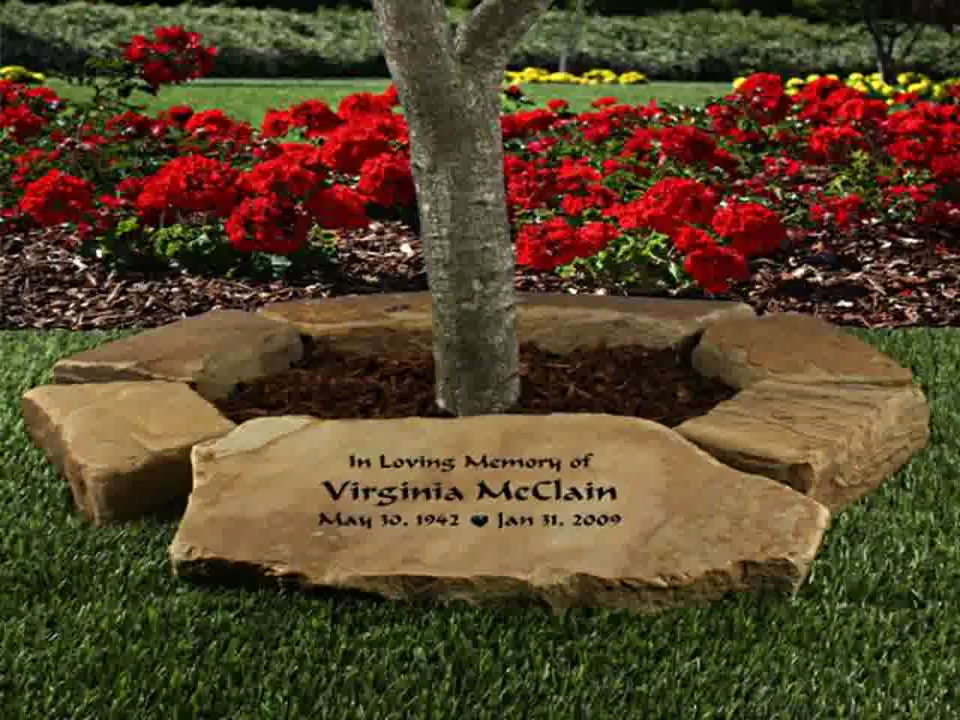 In Loving Memory of
Virginia McClain
May 30, 1942 ♥ Jan 31, 2009